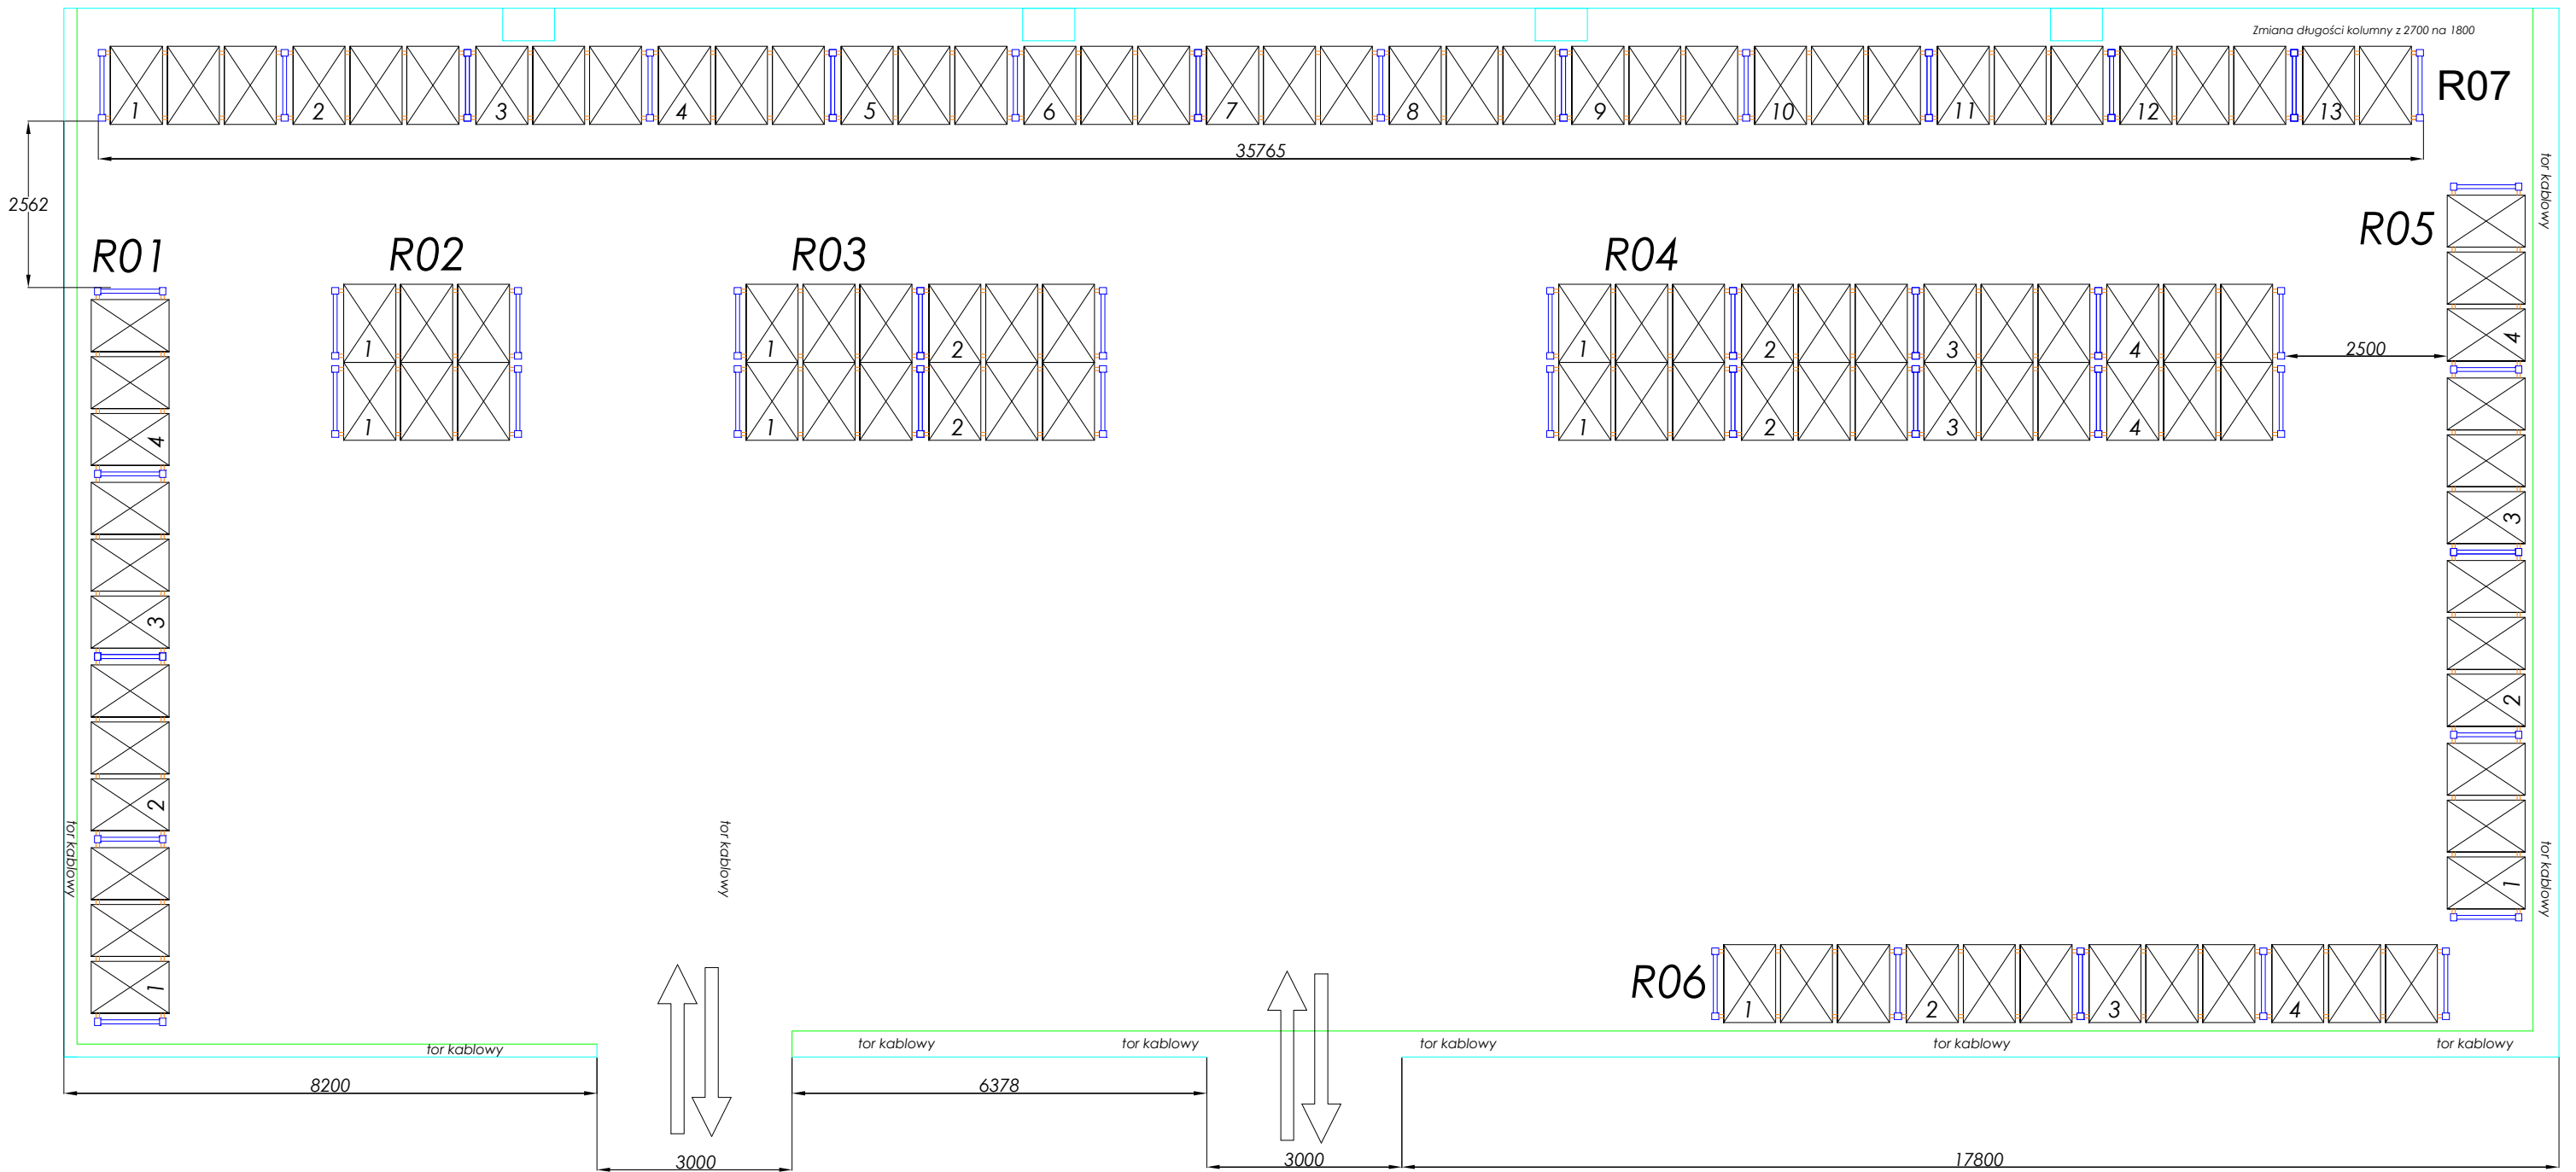 Zmiana długości kolumny z 2700 na 1800
R07
1 2 3 4 5 6 7 8 9 10 11 12 13
35765
tor kablowy
2562
R01 R02 R03 R04 R05
1 1 2 1 2 3 4
2500
4
1 1 2 1 2 3 4
4
3
3
2
2
1
1
tor kablowy
tor kablowy
tor kablowy
R06
1 2 3 4
tor kablowy
tor kablowy
tor kablowy
tor kablowy
tor kablowy
tor kablowy
8200
6378
3000
3000
17800